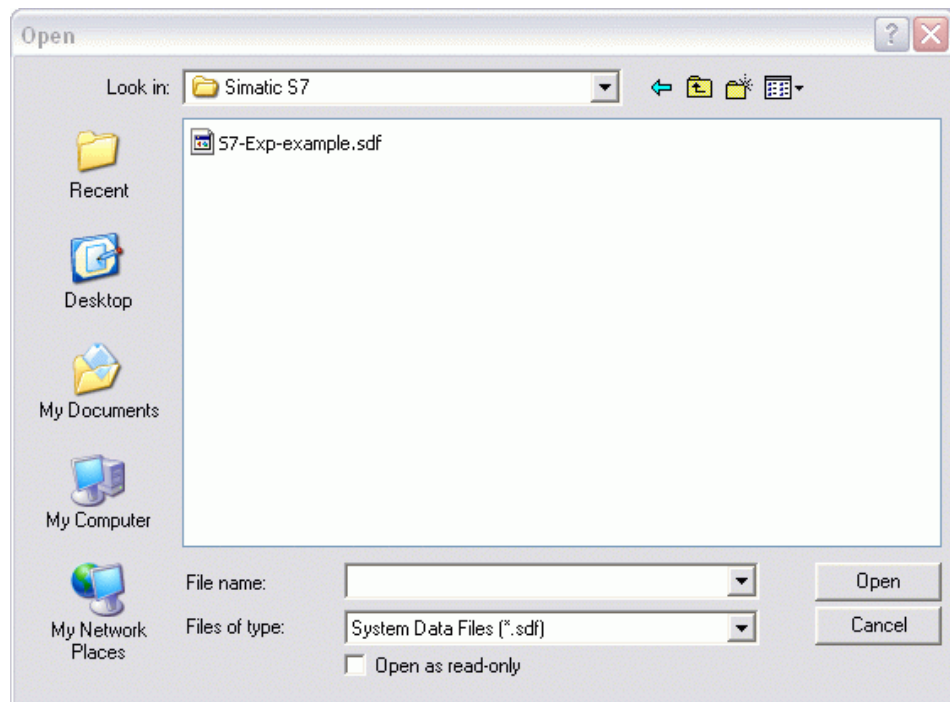 Open
Look in: Simatic S7
S7-Exp-example.sdf
Recent
Desktop
My Documents
My Computer
My Network
Places
File name:
Open
Files of type: System Data Files (*.sdf)
Cancel
Open as read-only